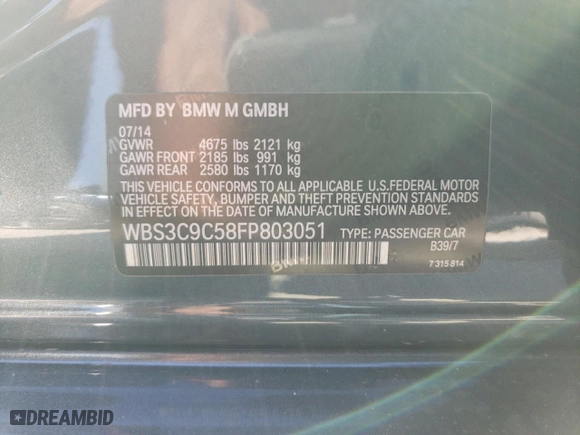 MFD BY BMW M GMBH
07/14
GVWR 4675 lbs 2121 kg
GAWR FRONT 2185 lbs 991 kg
GAWR REAR 2580 lbs 1170 kg
THIS VEHICLE CONFORMS TO ALL APPLICABLE U.S.FEDERAL MOTOR
VEHICLE SAFETY, BUMPER AND THEFT PREVENTION STANDARDS
IN EFFECT ON THE DATE OF MANUFACTURE SHOWN ABOVE.
WBS3C9C58FP803051 TYPE: PASSENGER CAR
B39/7
7 315 814
DREAMBID